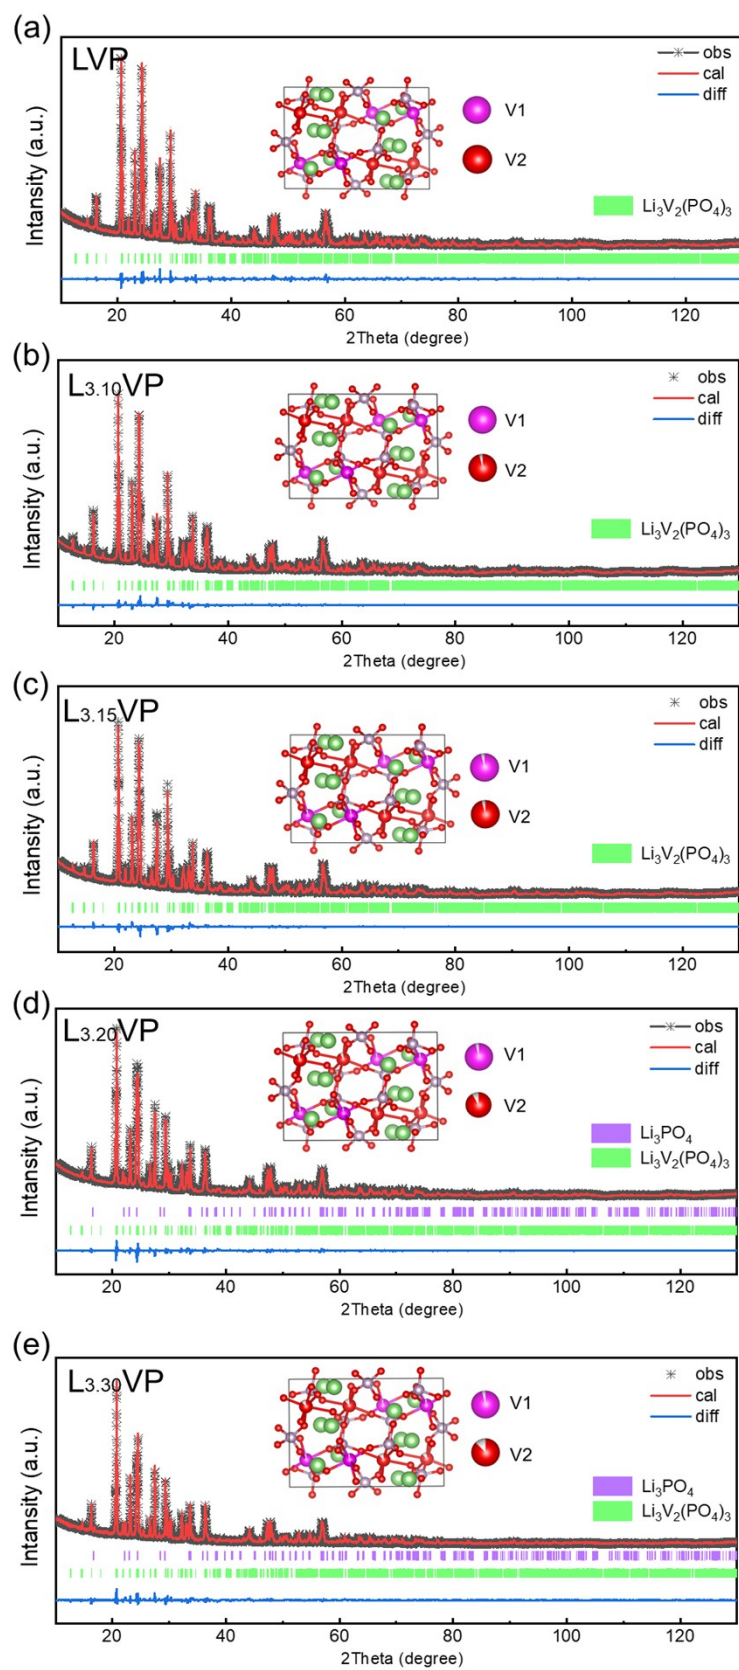 (a)
LVP
obs
cal
diff
V1
V2
Li₃V₂(PO₄)₃
Intansity (a.u.)
20 40 60 80 100 120
2Theta (degree)
(b)
L₃.₁₀VP
obs
cal
diff
V1
V2
Li₃V₂(PO₄)₃
Intansity (a.u.)
20 40 60 80 100 120
2Theta (degree)
(c)
L₃.₁₅VP
obs
cal
diff
V1
V2
Li₃V₂(PO₄)₃
Intansity (a.u.)
20 40 60 80 100 120
2Theta (degree)
(d)
L₃.₂₀VP
obs
cal
diff
V1
V2
Li₃PO₄
Li₃V₂(PO₄)₃
Intansity (a.u.)
20 40 60 80 100 120
2Theta (degree)
(e)
L₃.₃₀VP
obs
cal
diff
V1
V2
Li₃PO₄
Li₃V₂(PO₄)₃
Intansity (a.u.)
20 40 60 80 100 120
2Theta (degree)